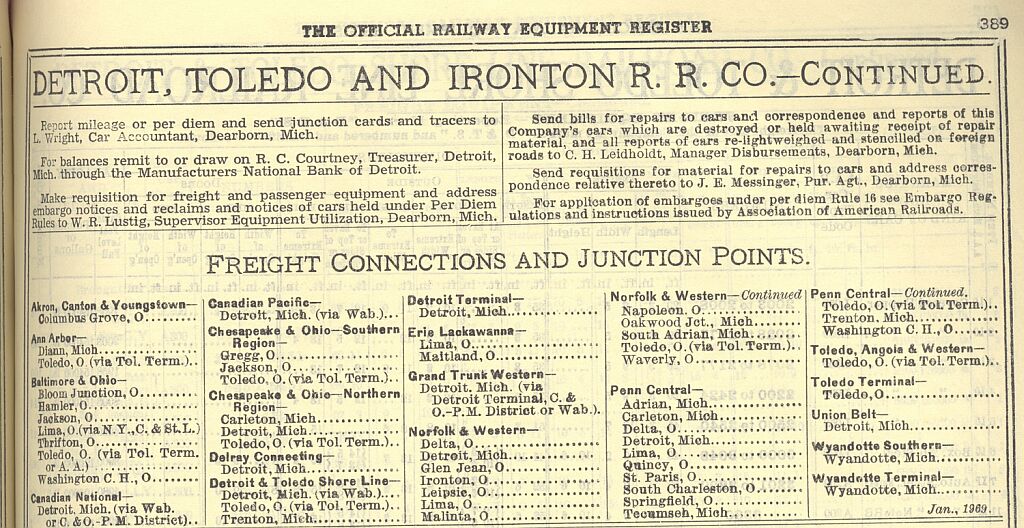 THE OFFICIAL RAILWAY EQUIPMENT REGISTER
389
DETROIT, TOLEDO AND IRONTON R. R. CO.—CONTINUED.
Report mileage or per diem and send junction cards and tracers to
L. Wright, Car Accountant, Dearborn, Mich.
For balances remit to or draw on R. C. Courtney, Treasurer, Detroit,
Mich. through the Manufacturers National Bank of Detroit.
Make requisition for freight and passenger equipment and address
embargo notices and reclaims and notices of cars held under Per Diem
Rules to W. R. Lustig, Supervisor Equipment Utilization, Dearborn, Mich.
Send bills for repairs to cars and correspondence and reports of this
Company's cars which are destroyed or held awaiting receipt of repair
material, and all reports of cars re-lightweighed and stencilled on foreign
roads to C. H. Leidholdt, Manager Disbursements, Dearborn, Mich.
Send requisitions for material for repairs to cars and address corres-
pondence relative thereto to J. E. Messinger, Pur. Agt., Dearborn, Mich.
For application of embargoes under per diem Rule 16 see Embargo Reg-
ulations and instructions issued by Association of American Railroads.
FREIGHT CONNECTIONS AND JUNCTION POINTS.
Akron, Canton & Youngstown—
Columbus Grove, O.........
Ann Arbor—
Diann, Mich...............
Toledo, O. (via Tol. Term.)..
Baltimore & Ohio—
Bloom Junction, O.........
Hamler, O.................
Jackson, O................
Lima, O. (via N.Y., C. & St. L.)
Thrifton, O...............
Toledo, O. (via Tol. Term.
or A. A.).................
Washington C. H., O.......
Canadian National—
Detroit, Mich. (via Wab.
or C. & O.-P. M. District)..
Canadian Pacific—
Detroit, Mich. (via Wab.)...
Chesapeake & Ohio—Southern
Region—
Gregg, O..................
Jackson, O................
Toledo, O. (via Tol. Term.)..
Chesapeake & Ohio—Northern
Region—
Carleton, Mich............
Detroit, Mich.............
Toledo, O. (via Tol. Term.)..
Delray Connecting—
Detroit, Mich.............
Detroit & Toledo Shore Line—
Detroit, Mich. (via Wab.)...
Toledo, O. (via Tol. Term.)..
Trenton, Mich.............
Detroit Terminal—
Detroit, Mich.............
Erie Lackawanna—
Lima, O...................
Maitland, O...............
Grand Trunk Western—
Detroit, Mich. (via
Detroit Terminal, C. &
O.-P. M. District or Wab.).
Norfolk & Western—
Delta, O..................
Detroit, Mich.............
Glen Jean, O..............
Ironton, O................
Leipsic, O................
Lima, O...................
Malinta, O................
Norfolk & Western—Continued
Napoleon, O...............
Oakwood Jct., Mich........
South Adrian, Mich........
Toledo, O. (via Tol. Term.)..
Waverly, O................
Penn Central—
Adrian, Mich..............
Carleton, Mich............
Delta, O..................
Detroit, Mich.............
Lima, O...................
Quincy, O.................
St. Paris, O..............
South Charleston, O.......
Springfield, O............
Tecumseh, Mich............
Penn Central—Continued.
Toledo, O. (via Tol. Term.)..
Trenton, Mich.............
Washington C. H., O.......
Toledo, Angola & Western—
Toledo, O. (via Tol. Term.)..
Toledo Terminal—
Toledo, O.................
Union Belt—
Detroit, Mich.............
Wyandotte Southern—
Wyandotte, Mich...........
Wyandotte Terminal—
Wyandotte, Mich...........
Jan., 1969.